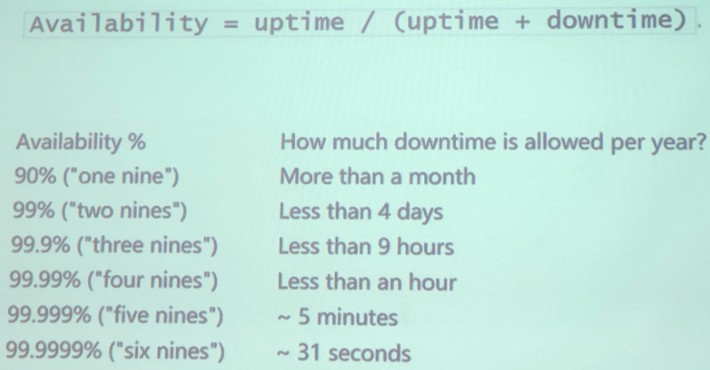 Availability = uptime / (uptime + downtime).
Availability % How much downtime is allowed per year?
90% ("one nine") More than a month
99% ("two nines") Less than 4 days
99.9% ("three nines") Less than 9 hours
99.99% ("four nines") Less than an hour
99.999% ("five nines") ~ 5 minutes
99.9999% ("six nines") ~ 31 seconds